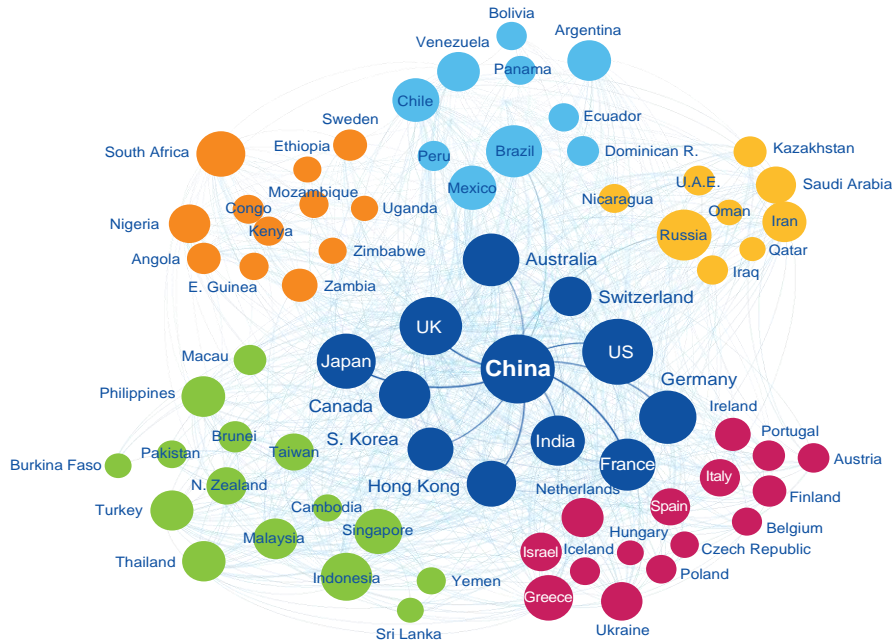 Bolivia
Argentina
Venezuela
Panama
Chile
Ecuador
Sweden
South Africa
Ethiopia
Peru
Brazil
Dominican R.
Kazakhstan
Mozambique
Mexico
U.A.E.
Saudi Arabia
Nicaragua
Congo
Uganda
Oman
Iran
Nigeria
Kenya
Russia
Qatar
Angola
Zimbabwe
Australia
Iraq
E. Guinea
Zambia
Switzerland
UK
Macau
Japan
US
China
Philippines
Canada
Germany
Ireland
Brunei
S. Korea
India
Portugal
Burkina Faso
Pakistan
Taiwan
France
Austria
N. Zealand
Hong Kong
Netherlands
Italy
Finland
Turkey
Cambodia
Spain
Singapore
Hungary
Belgium
Malaysia
Israel
Iceland
Czech Republic
Thailand
Indonesia
Yemen
Poland
Greece
Sri Lanka
Ukraine